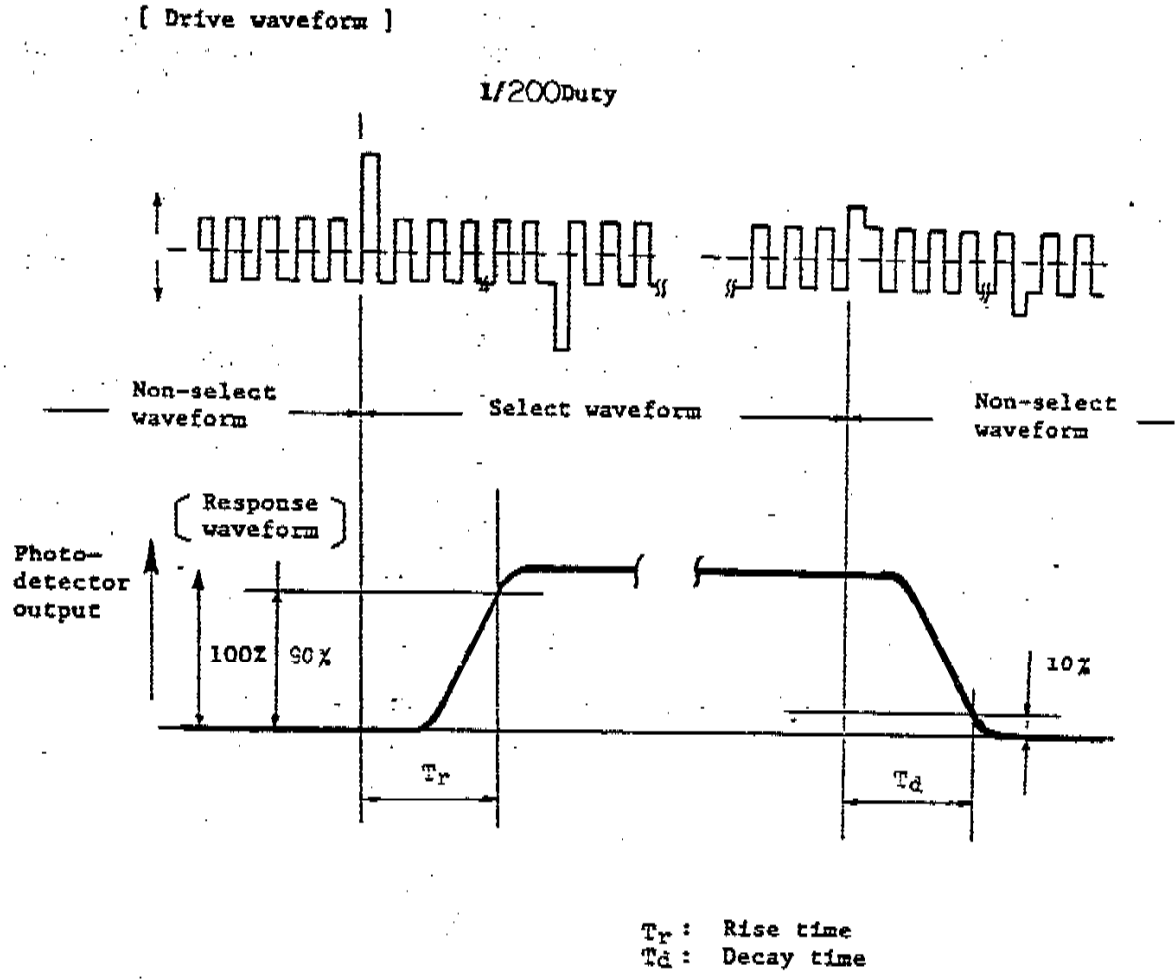 [ Drive waveform ]
1/200Duty
Non-select
waveform
Select waveform
Non-select
waveform
Response
waveform
Photo-
detector
output
100%
90%
10%
Tr
Td
Tr : Rise time
Td : Decay time